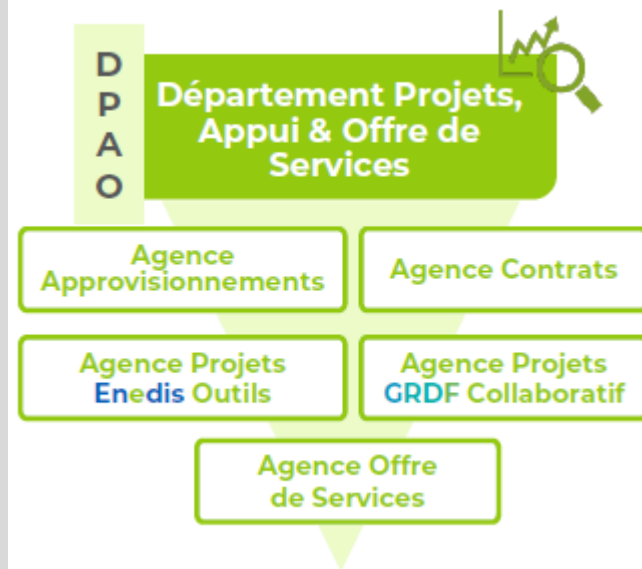 D
P
A
O
Département Projets,
Appui & Offre de
Services
Agence
Approvisionnements
Agence Contrats
Agence Projets
Enedis Outils
Agence Projets
GRDF Collaboratif
Agence Offre
de Services